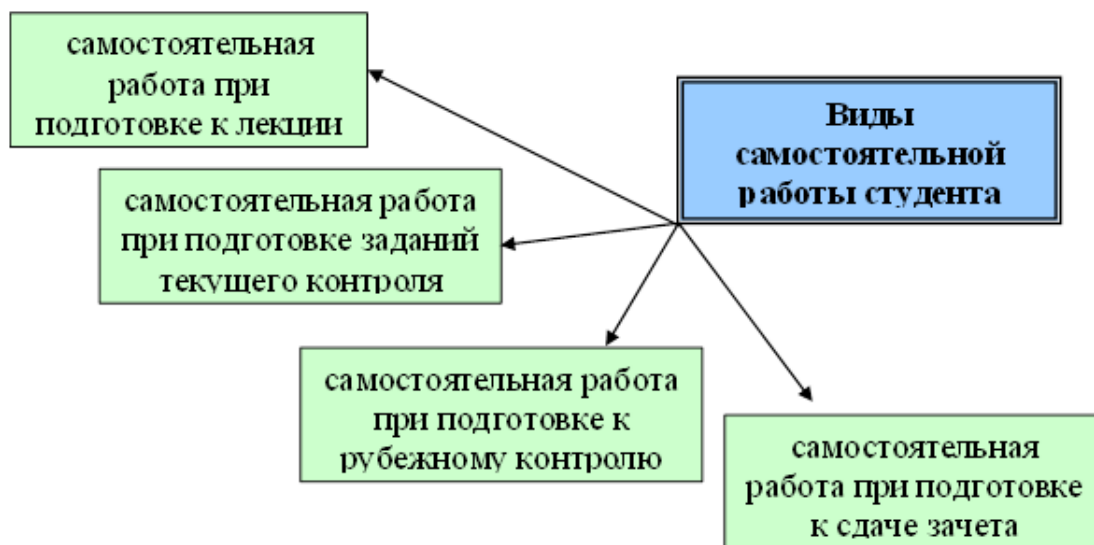 самостоятельная
работа при
подготовке к лекции
Виды
самостоятельной
работы студента
самостоятельная работа
при подготовке заданий
текущего контроля
самостоятельная работа
при подготовке к
рубежному контролю
самостоятельная
работа при подготовке
к сдаче зачета